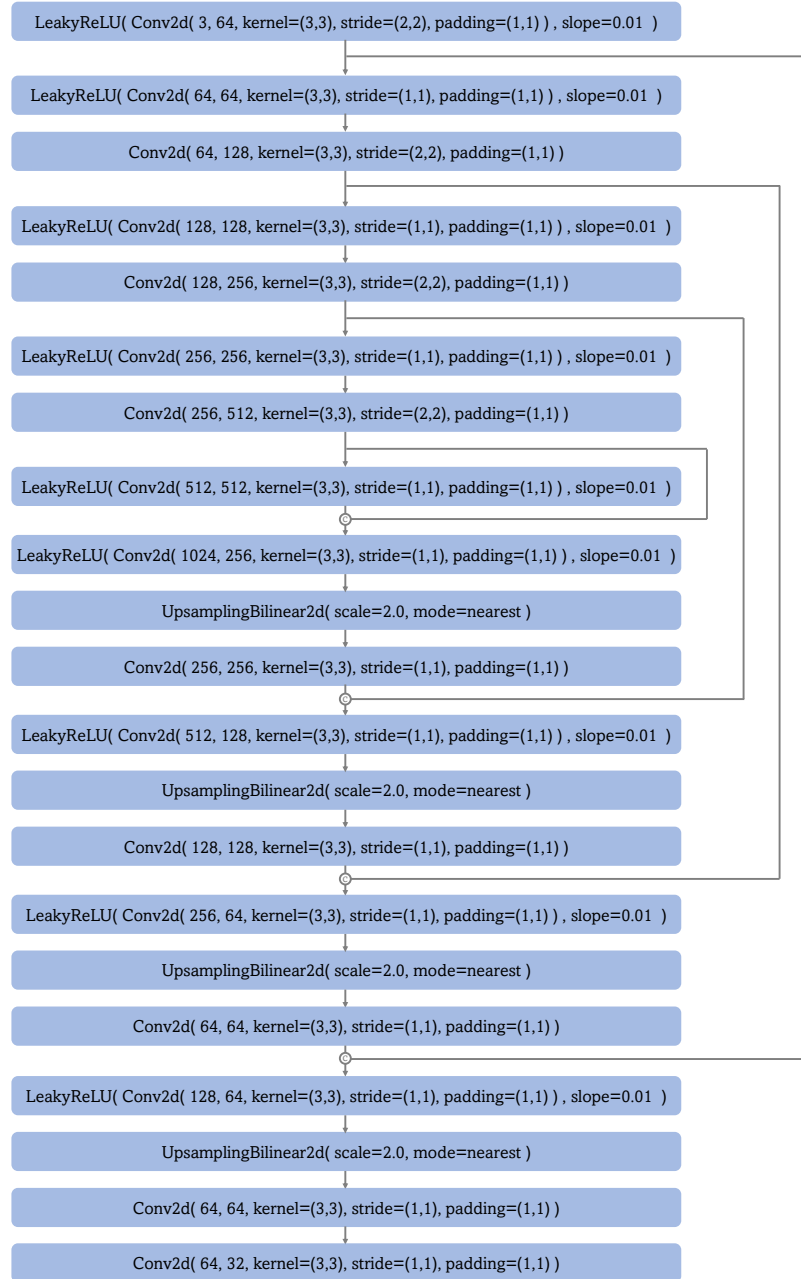 LeakyReLU( Conv2d( 3, 64, kernel=(3,3), stride=(2,2), padding=(1,1) ) , slope=0.01 )
LeakyReLU( Conv2d( 64, 64, kernel=(3,3), stride=(1,1), padding=(1,1) ) , slope=0.01 )
Conv2d( 64, 128, kernel=(3,3), stride=(2,2), padding=(1,1) )
LeakyReLU( Conv2d( 128, 128, kernel=(3,3), stride=(1,1), padding=(1,1) ) , slope=0.01 )
Conv2d( 128, 256, kernel=(3,3), stride=(2,2), padding=(1,1) )
LeakyReLU( Conv2d( 256, 256, kernel=(3,3), stride=(1,1), padding=(1,1) ) , slope=0.01 )
Conv2d( 256, 512, kernel=(3,3), stride=(2,2), padding=(1,1)
LeakyReLU( Conv2d( 512, 512, kernel=(3,3), stride=(1,1), padding=(1,1) ) , slope=0.01 )
C
LeakyReLU( Conv2d( 1024, 256, kernel=(3,3), stride=(1,1), padding=(1,1) ) , slope=0.01 )
UpsamplingBilinear2d( scale=2.0, mode=nearest )
Conv2d( 256, 256, kernel=(3,3), stride=(1,1), padding=(1,1) )
C
LeakyReLU( Conv2d( 512, 128, kernel=(3,3), stride=(1,1), padding=(1,1) ) , slope=0.01 )
UpsamplingBilinear2d( scale=2.0, mode=nearest )
Conv2d( 128, 128, kernel=(3,3), stride=(1,1), padding=(1,1) )
C
LeakyReLU( Conv2d( 256, 64, kernel=(3,3), stride=(1,1), padding=(1,1) ) , slope=0.01 )
UpsamplingBilinear2d( scale=2.0, mode=nearest )
Conv2d( 64, 64, kernel=(3,3), stride=(1,1), padding=(1,1) )
C
LeakyReLU( Conv2d( 128, 64, kernel=(3,3), stride=(1,1), padding=(1,1) ) , slope=0.01 )
UpsamplingBilinear2d( scale=2.0, mode=nearest )
Conv2d( 64, 64, kernel=(3,3), stride=(1,1), padding=(1,1) )
Conv2d( 64, 32, kernel=(3,3), stride=(1,1), padding=(1,1) )